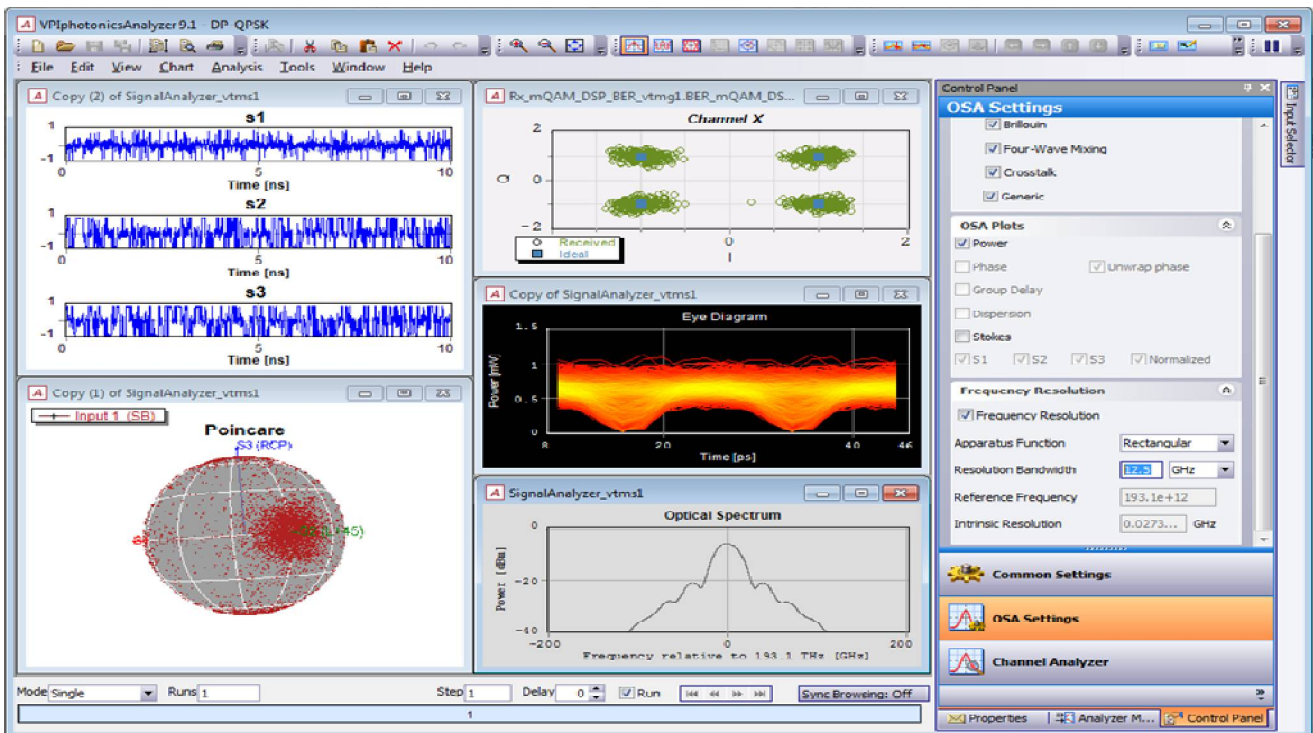 VPIphotonicsAnalyzer 9.1 - DP-QPSK
File Edit View Chart Analysis Tools Window Help
Copy (2) of SignalAnalyzer_vtms1
s1
1
-1
0 5 10
Time [ns]
s2
1
-1
0 5 10
Time [ns]
s3
1
-1
0 5 10
Time [ns]
Copy (1) of SignalAnalyzer_vtms1
Input 1 (SB)
Poincare
S3 (RCP)
Rx_mQAM_DSP_BER_vtmg1.BER_mQAM_DS...
Channel X
2
Q 0
-2
0 2
I
Received
Ideal
Copy of SignalAnalyzer_vtms1
Eye Diagram
1.5
1
0.5
0
Power [mW]
8 20 40 46
Time [ps]
SignalAnalyzer_vtms1
Optical Spectrum
0
-20
-40
Power [dBm]
-200 0 200
Frequency relative to 193.1 THz [GHz]
Control Panel
OSA Settings
Brillouin
Four-Wave Mixing
Crosstalk
Generic
OSA Plots
Power
Phase Unwrap phase
Group Delay
Dispersion
Stokes
S1 S2 S3 Normalized
Frequency Resolution
Frequency Resolution
Apparatus Function Rectangular
Resolution Bandwidth 12.5 GHz
Reference Frequency 193.1e+12
Intrinsic Resolution 0.0273... GHz
Common Settings
OSA Settings
Channel Analyzer
Properties Analyzer M... Control Panel
Input Selector
Mode Single Runs 1 Step 1 Delay 0 Run Sync Browsing: Off
1